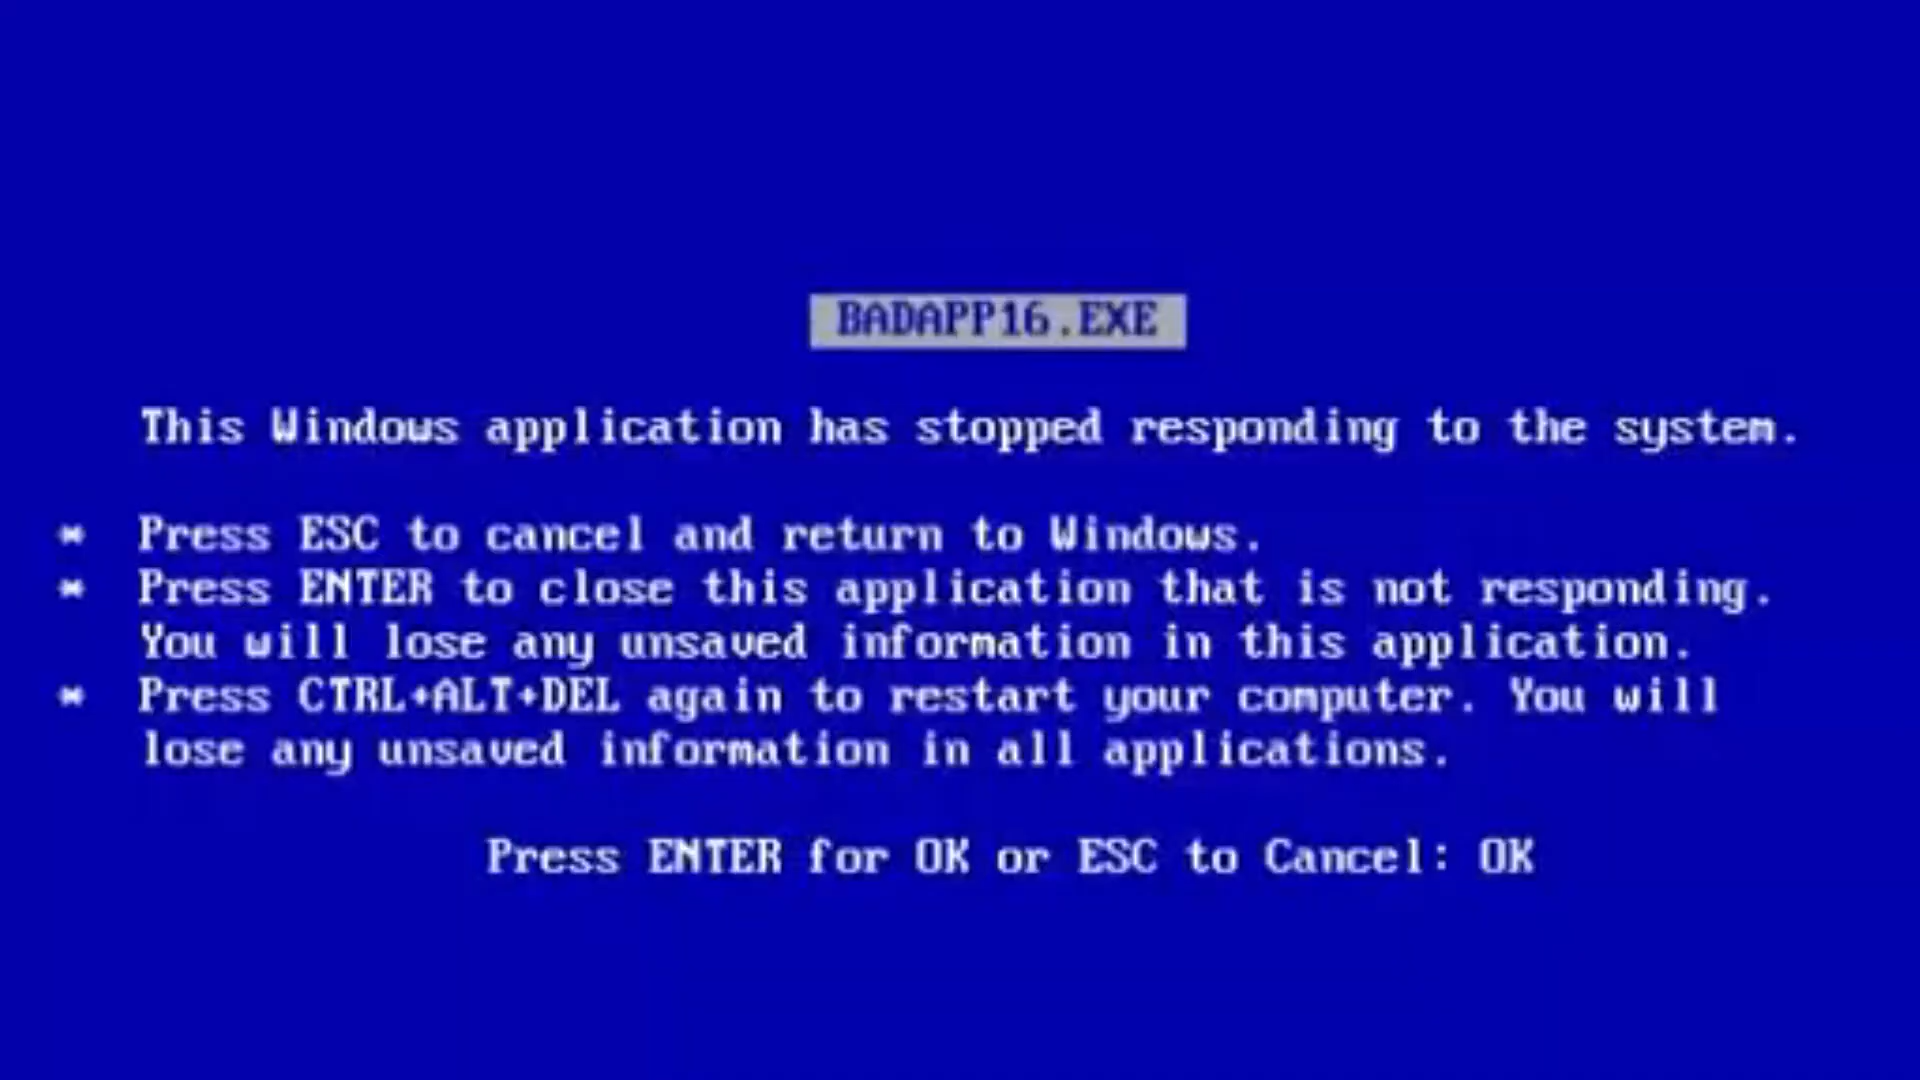 BADAPP16.EXE
This Windows application has stopped responding to the system.
* Press ESC to cancel and return to Windows.
* Press ENTER to close this application that is not responding.
You will lose any unsaved information in this application.
* Press CTRL+ALT+DEL again to restart your computer. You will
lose any unsaved information in all applications.
Press ENTER for OK or ESC to Cancel: OK